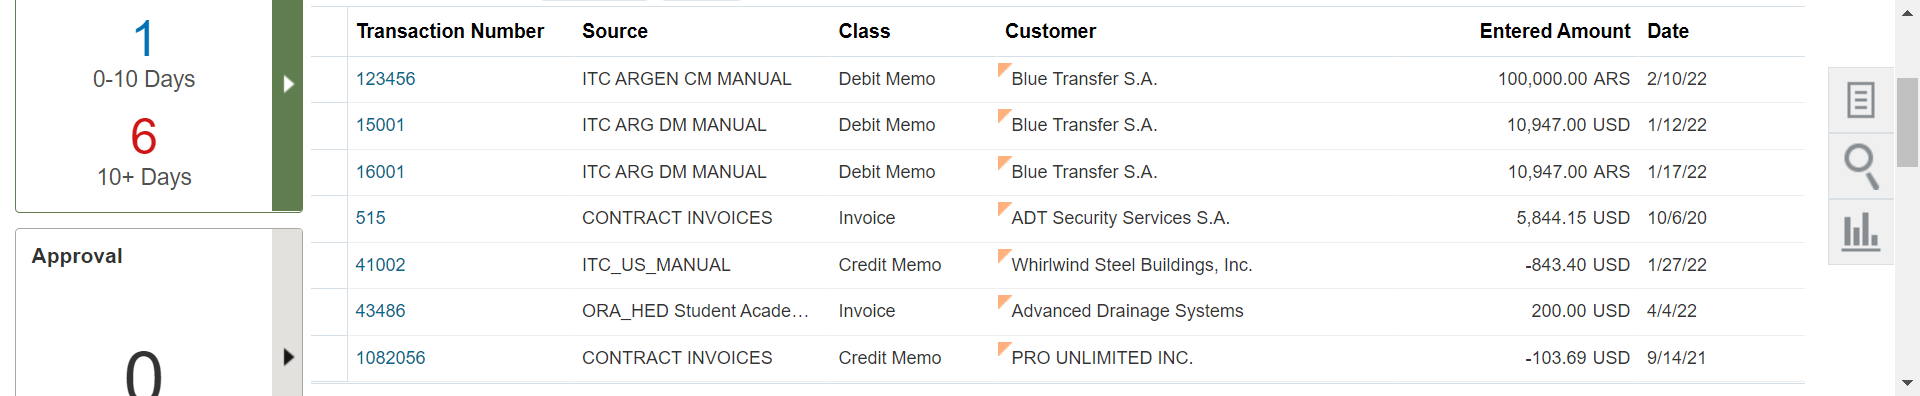 1
0-10 Days
6
10+ Days
Approval
0
Transaction Number Source Class Customer Entered Amount Date
123456 ITC ARGEN CM MANUAL Debit Memo Blue Transfer S.A. 100,000.00 ARS 2/10/22
15001 ITC ARG DM MANUAL Debit Memo Blue Transfer S.A. 10,947.00 USD 1/12/22
16001 ITC ARG DM MANUAL Debit Memo Blue Transfer S.A. 10,947.00 ARS 1/17/22
515 CONTRACT INVOICES Invoice ADT Security Services S.A. 5,844.15 USD 10/6/20
41002 ITC_US_MANUAL Credit Memo Whirlwind Steel Buildings, Inc. -843.40 USD 1/27/22
43486 ORA_HED Student Acade… Invoice Advanced Drainage Systems 200.00 USD 4/4/22
1082056 CONTRACT INVOICES Credit Memo PRO UNLIMITED INC. -103.69 USD 9/14/21